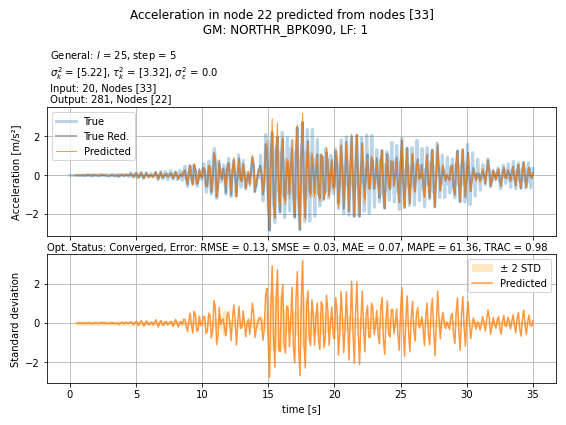 Acceleration in node 22 predicted from nodes [33]
GM: NORTHR_BPK090, LF: 1
General: l = 25, step = 5
σ²ₖ = [5.22], τ²ₖ = [3.32], σ²ε = 0.0
Input: 20, Nodes [33]
Output: 281, Nodes [22]
True
True Red.
Predicted
Acceleration [m/s²]
2
0
−2
Opt. Status: Converged, Error: RMSE = 0.13, SMSE = 0.03, MAE = 0.07, MAPE = 61.36, TRAC = 0.98
± 2 STD
Predicted
Standard deviation
2
0
−2
0 5 10 15 20 25 30 35
time [s]